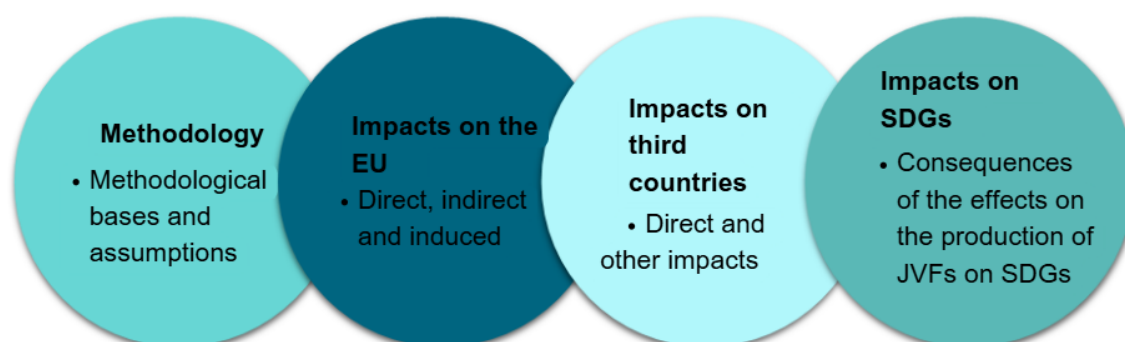 Methodology
• Methodological
bases and
assumptions
Impacts on the
EU
• Direct, indirect
and induced
Impacts on
third
countries
• Direct and
other impacts
Impacts on
SDGs
• Consequences
of the effects on
the production of
JVFs on SDGs